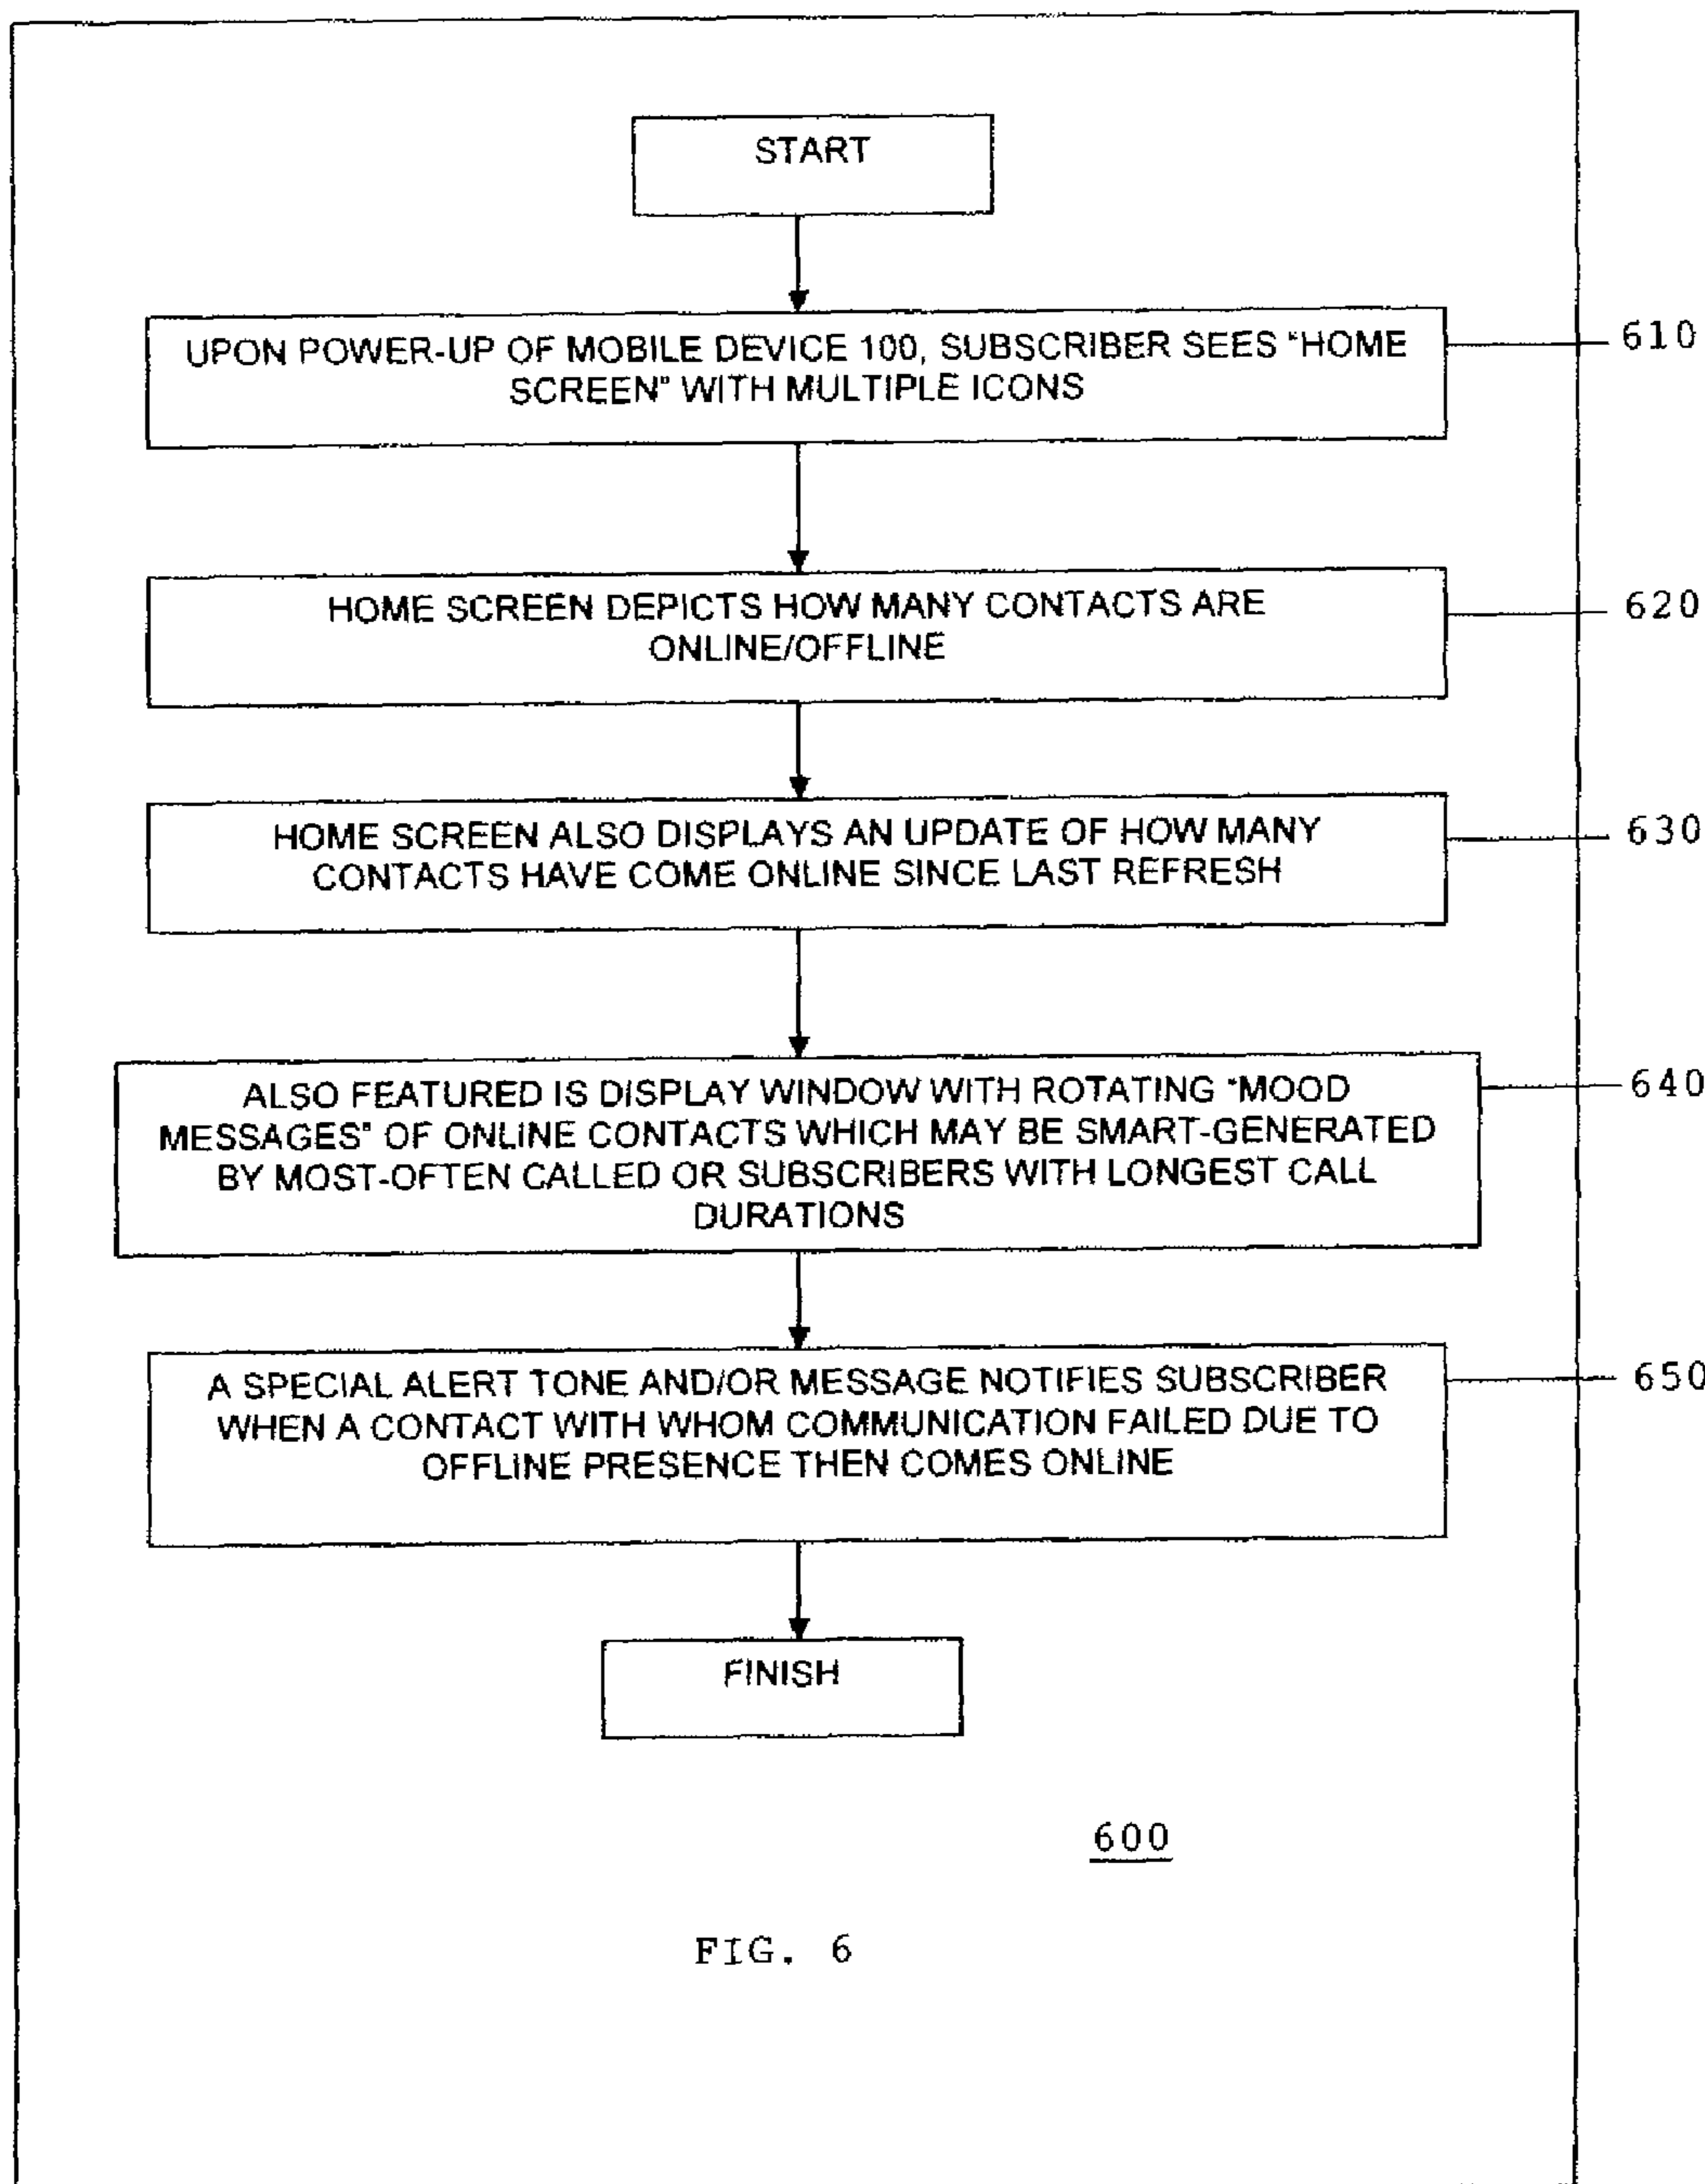 START
UPON POWER-UP OF MOBILE DEVICE 100, SUBSCRIBER SEES "HOME
SCREEN" WITH MULTIPLE ICONS
610
HOME SCREEN DEPICTS HOW MANY CONTACTS ARE
ONLINE/OFFLINE
620
HOME SCREEN ALSO DISPLAYS AN UPDATE OF HOW MANY
CONTACTS HAVE COME ONLINE SINCE LAST REFRESH
630
ALSO FEATURED IS DISPLAY WINDOW WITH ROTATING "MOOD
MESSAGES" OF ONLINE CONTACTS WHICH MAY BE SMART-GENERATED
BY MOST-OFTEN CALLED OR SUBSCRIBERS WITH LONGEST CALL
DURATIONS
640
A SPECIAL ALERT TONE AND/OR MESSAGE NOTIFIES SUBSCRIBER
WHEN A CONTACT WITH WHOM COMMUNICATION FAILED DUE TO
OFFLINE PRESENCE THEN COMES ONLINE
650
FINISH
600
FIG. 6